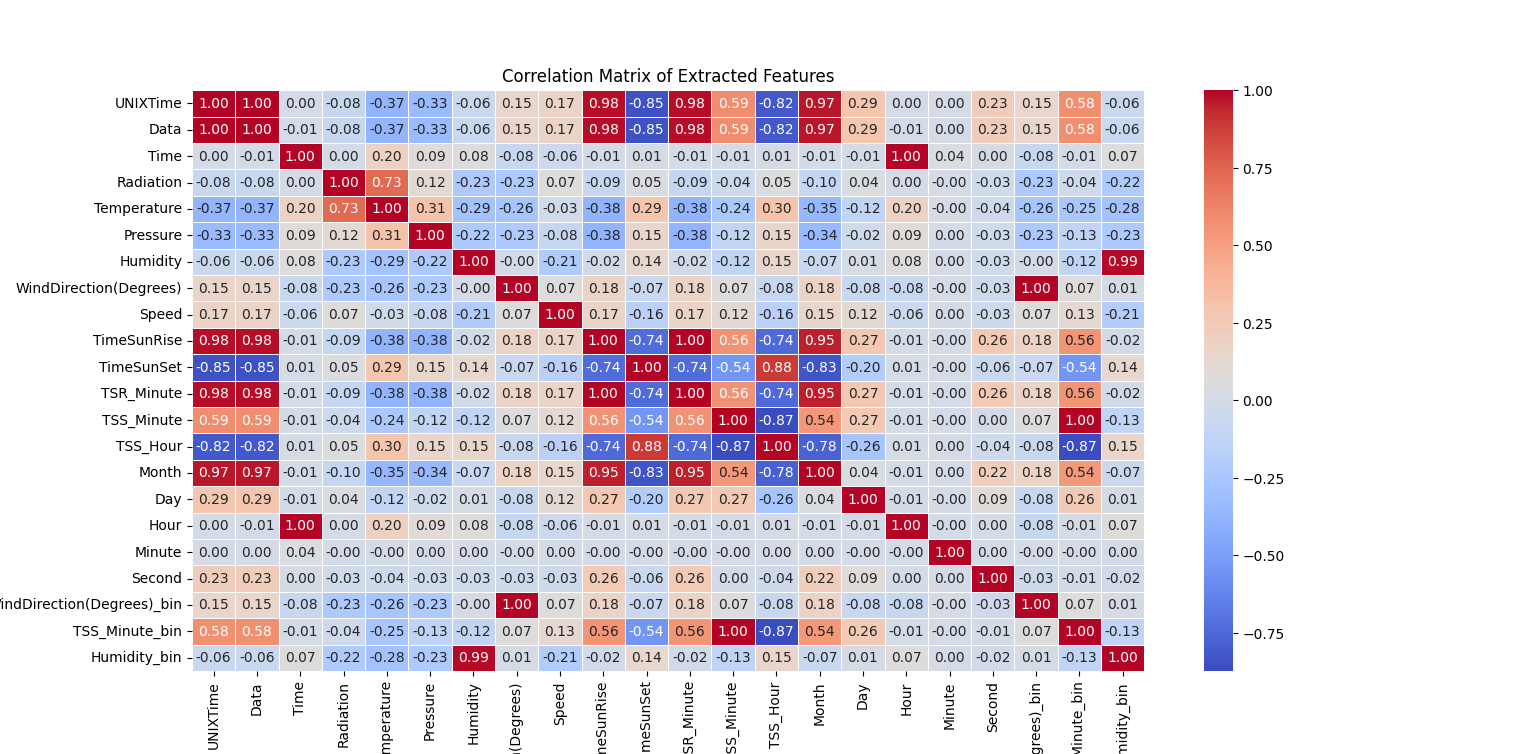 Correlation Matrix of Extracted Features
UNIXTime 1.00 1.00 0.00 -0.08 -0.37 -0.33 -0.06 0.15 0.17 0.98 -0.85 0.98 0.59 -0.82 0.97 0.29 0.00 0.00 0.23 0.15 0.58 -0.06
Data 1.00 1.00 -0.01 -0.08 -0.37 -0.33 -0.06 0.15 0.17 0.98 -0.85 0.98 0.59 -0.82 0.97 0.29 -0.01 0.00 0.23 0.15 0.58 -0.06
Time 0.00 -0.01 1.00 0.00 0.20 0.09 0.08 -0.08 -0.06 -0.01 0.01 -0.01 -0.01 0.01 -0.01 -0.01 1.00 0.04 0.00 -0.08 -0.01 0.07
Radiation -0.08 -0.08 0.00 1.00 0.73 0.12 -0.23 -0.23 0.07 -0.09 0.05 -0.09 -0.04 0.05 -0.10 0.04 0.00 -0.00 -0.03 -0.23 -0.04 -0.22
Temperature -0.37 -0.37 0.20 0.73 1.00 0.31 -0.29 -0.26 -0.03 -0.38 0.29 -0.38 -0.24 0.30 -0.35 -0.12 0.20 -0.00 -0.04 -0.26 -0.25 -0.28
Pressure -0.33 -0.33 0.09 0.12 0.31 1.00 -0.22 -0.23 -0.08 -0.38 0.15 -0.38 -0.12 0.15 -0.34 -0.02 0.09 0.00 -0.03 -0.23 -0.13 -0.23
Humidity -0.06 -0.06 0.08 -0.23 -0.29 -0.22 1.00 -0.00 -0.21 -0.02 0.14 -0.02 -0.12 0.15 -0.07 0.01 0.08 0.00 -0.03 -0.00 -0.12 0.99
WindDirection(Degrees) 0.15 0.15 -0.08 -0.23 -0.26 -0.23 -0.00 1.00 0.07 0.18 -0.07 0.18 0.07 -0.08 0.18 -0.08 -0.08 -0.00 -0.03 1.00 0.07 0.01
Speed 0.17 0.17 -0.06 0.07 -0.03 -0.08 -0.21 0.07 1.00 0.17 -0.16 0.17 0.12 -0.16 0.15 0.12 -0.06 0.00 -0.03 0.07 0.13 -0.21
TimeSunRise 0.98 0.98 -0.01 -0.09 -0.38 -0.38 -0.02 0.18 0.17 1.00 -0.74 1.00 0.56 -0.74 0.95 0.27 -0.01 -0.00 0.26 0.18 0.56 -0.02
TimeSunSet -0.85 -0.85 0.01 0.05 0.29 0.15 0.14 -0.07 -0.16 -0.74 1.00 -0.74 -0.54 0.88 -0.83 -0.20 0.01 -0.00 -0.06 -0.07 -0.54 0.14
TSR_Minute 0.98 0.98 -0.01 -0.09 -0.38 -0.38 -0.02 0.18 0.17 1.00 -0.74 1.00 0.56 -0.74 0.95 0.27 -0.01 -0.00 0.26 0.18 0.56 -0.02
TSS_Minute 0.59 0.59 -0.01 -0.04 -0.24 -0.12 -0.12 0.07 0.12 0.56 -0.54 0.56 1.00 -0.87 0.54 0.27 -0.01 -0.00 0.00 0.07 1.00 -0.13
TSS_Hour -0.82 -0.82 0.01 0.05 0.30 0.15 0.15 -0.08 -0.16 -0.74 0.88 -0.74 -0.87 1.00 -0.78 -0.26 0.01 0.00 -0.04 -0.08 -0.87 0.15
Month 0.97 0.97 -0.01 -0.10 -0.35 -0.34 -0.07 0.18 0.15 0.95 -0.83 0.95 0.54 -0.78 1.00 0.04 -0.01 0.00 0.22 0.18 0.54 -0.07
Day 0.29 0.29 -0.01 0.04 -0.12 -0.02 0.01 -0.08 0.12 0.27 -0.20 0.27 0.27 -0.26 0.04 1.00 -0.01 -0.00 0.09 -0.08 0.26 0.01
Hour 0.00 -0.01 1.00 0.00 0.20 0.09 0.08 -0.08 -0.06 -0.01 0.01 -0.01 -0.01 0.01 -0.01 -0.01 1.00 -0.00 0.00 -0.08 -0.01 0.07
Minute 0.00 0.00 0.04 -0.00 -0.00 0.00 0.00 -0.00 0.00 -0.00 -0.00 -0.00 -0.00 0.00 0.00 -0.00 -0.00 1.00 0.00 -0.00 -0.00 0.00
Second 0.23 0.23 0.00 -0.03 -0.04 -0.03 -0.03 -0.03 -0.03 0.26 -0.06 0.26 0.00 -0.04 0.22 0.09 0.00 0.00 1.00 -0.03 -0.01 -0.02
indDirection(Degrees)_bin 0.15 0.15 -0.08 -0.23 -0.26 -0.23 -0.00 1.00 0.07 0.18 -0.07 0.18 0.07 -0.08 0.18 -0.08 -0.08 -0.00 -0.03 1.00 0.07 0.01
TSS_Minute_bin 0.58 0.58 -0.01 -0.04 -0.25 -0.13 -0.12 0.07 0.13 0.56 -0.54 0.56 1.00 -0.87 0.54 0.26 -0.01 -0.00 -0.01 0.07 1.00 -0.13
Humidity_bin -0.06 -0.06 0.07 -0.22 -0.28 -0.23 0.99 0.01 -0.21 -0.02 0.14 -0.02 -0.13 0.15 -0.07 0.01 0.07 0.00 -0.02 0.01 -0.13 1.00
UNIXTime
Data
Time
Radiation
mperature
Pressure
Humidity
(Degrees)
Speed
neSunRise
meSunSet
SR_Minute
SS_Minute
TSS_Hour
Month
Day
Hour
Minute
Second
grees)_bin
Minute_bin
midity_bin
1.00
0.75
0.50
0.25
0.00
-0.25
-0.50
-0.75